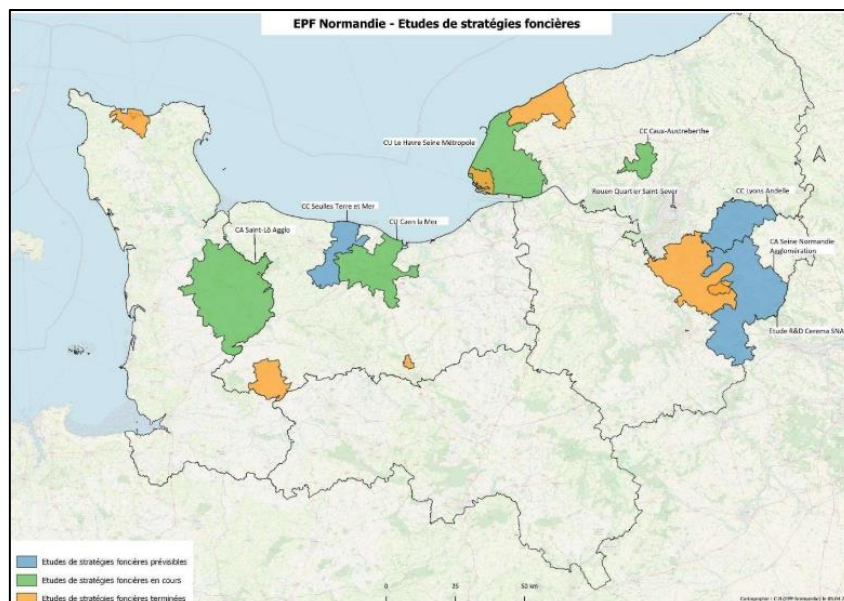 EPF Normandie - Etudes de stratégies foncières
CU Le Havre Seine Métropole
CC Caux-Austreberthe
Rouen Quartier Saint-Sever
CC Lyons Andelle
CC Seulles Terre et Mer
CU Caen la Mer
CA Saint-Lô Agglo
CA Seine Normandie
Agglomération
Etude R&D Cerema SNA
Etudes de stratégies foncières prévisibles
Etudes de stratégies foncières en cours
Etudes de stratégies foncières terminées
0 25 50 km